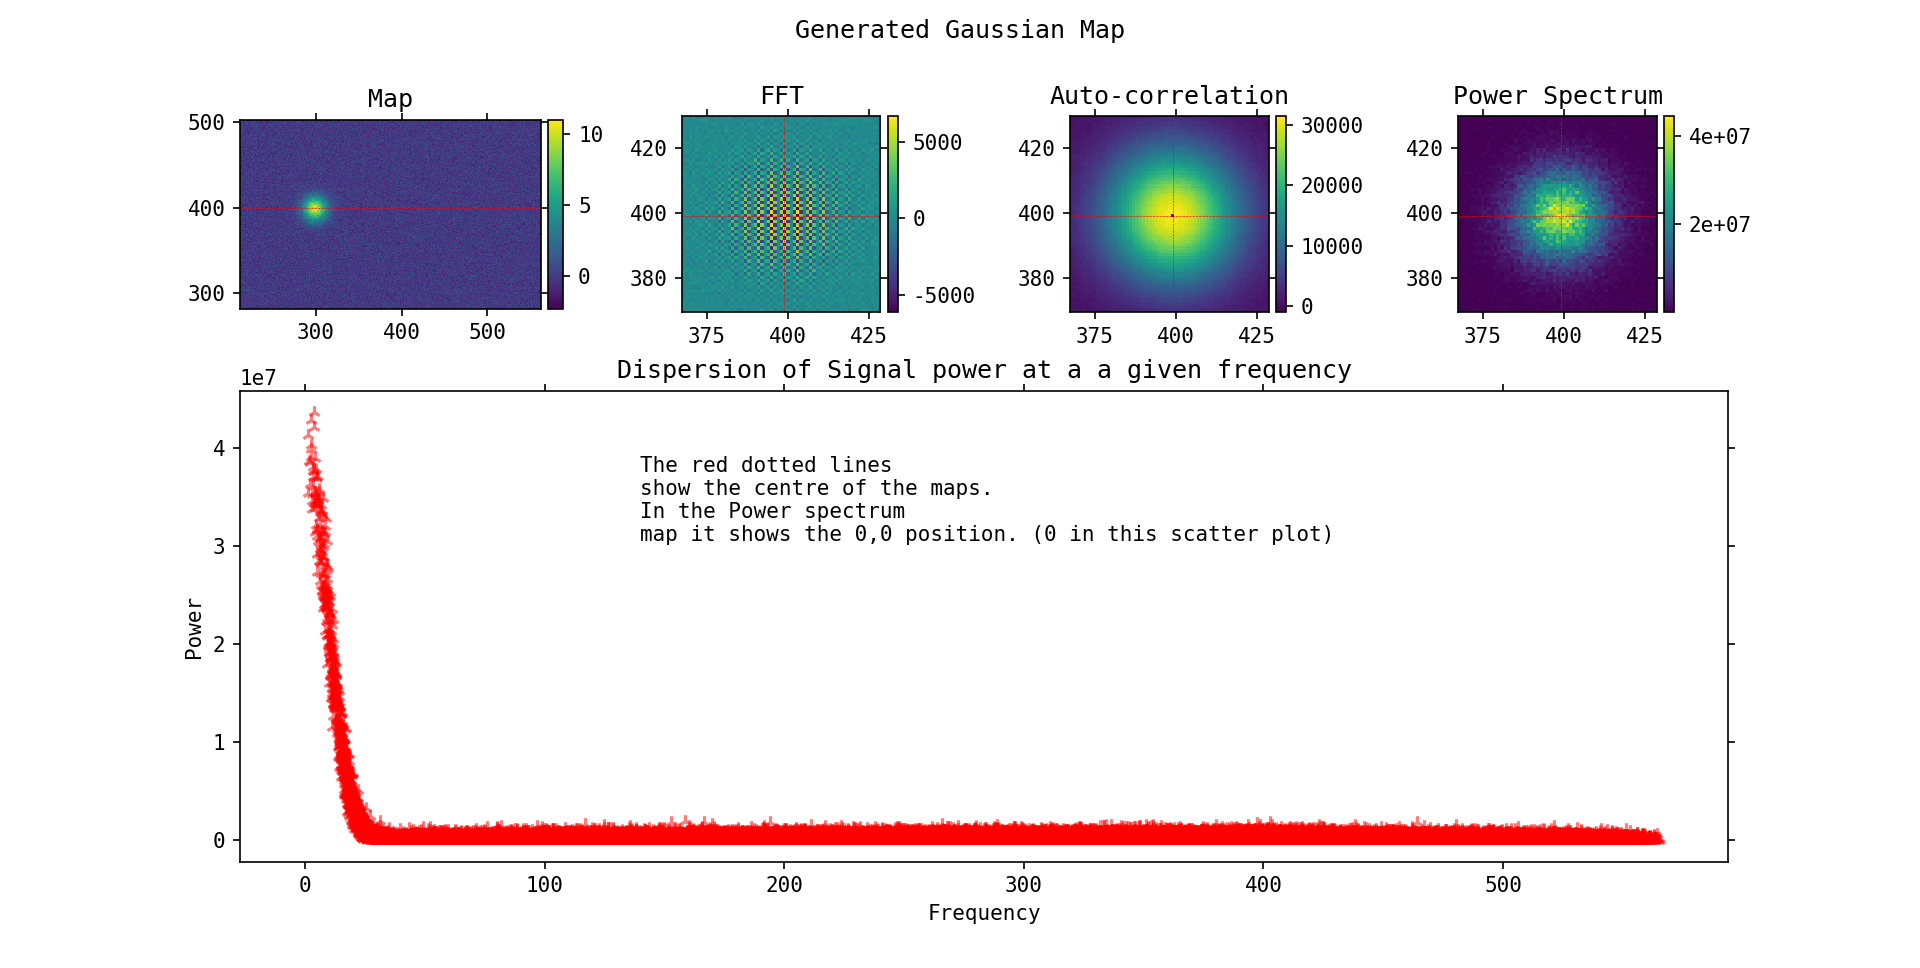 Generated Gaussian Map
Map
FFT
Auto-correlation
Power Spectrum
500
400
300
300 400 500
10
5
0
420
400
380
375 400 425
5000
0
-5000
420
400
380
375 400 425
30000
20000
10000
0
420
400
380
375 400 425
4e+07
2e+07
Dispersion of Signal power at a a given frequency
1e7
4
3
2
1
0
Power
The red dotted lines
show the centre of the maps.
In the Power spectrum
map it shows the 0,0 position. (0 in this scatter plot)
0 100 200 300 400 500
Frequency